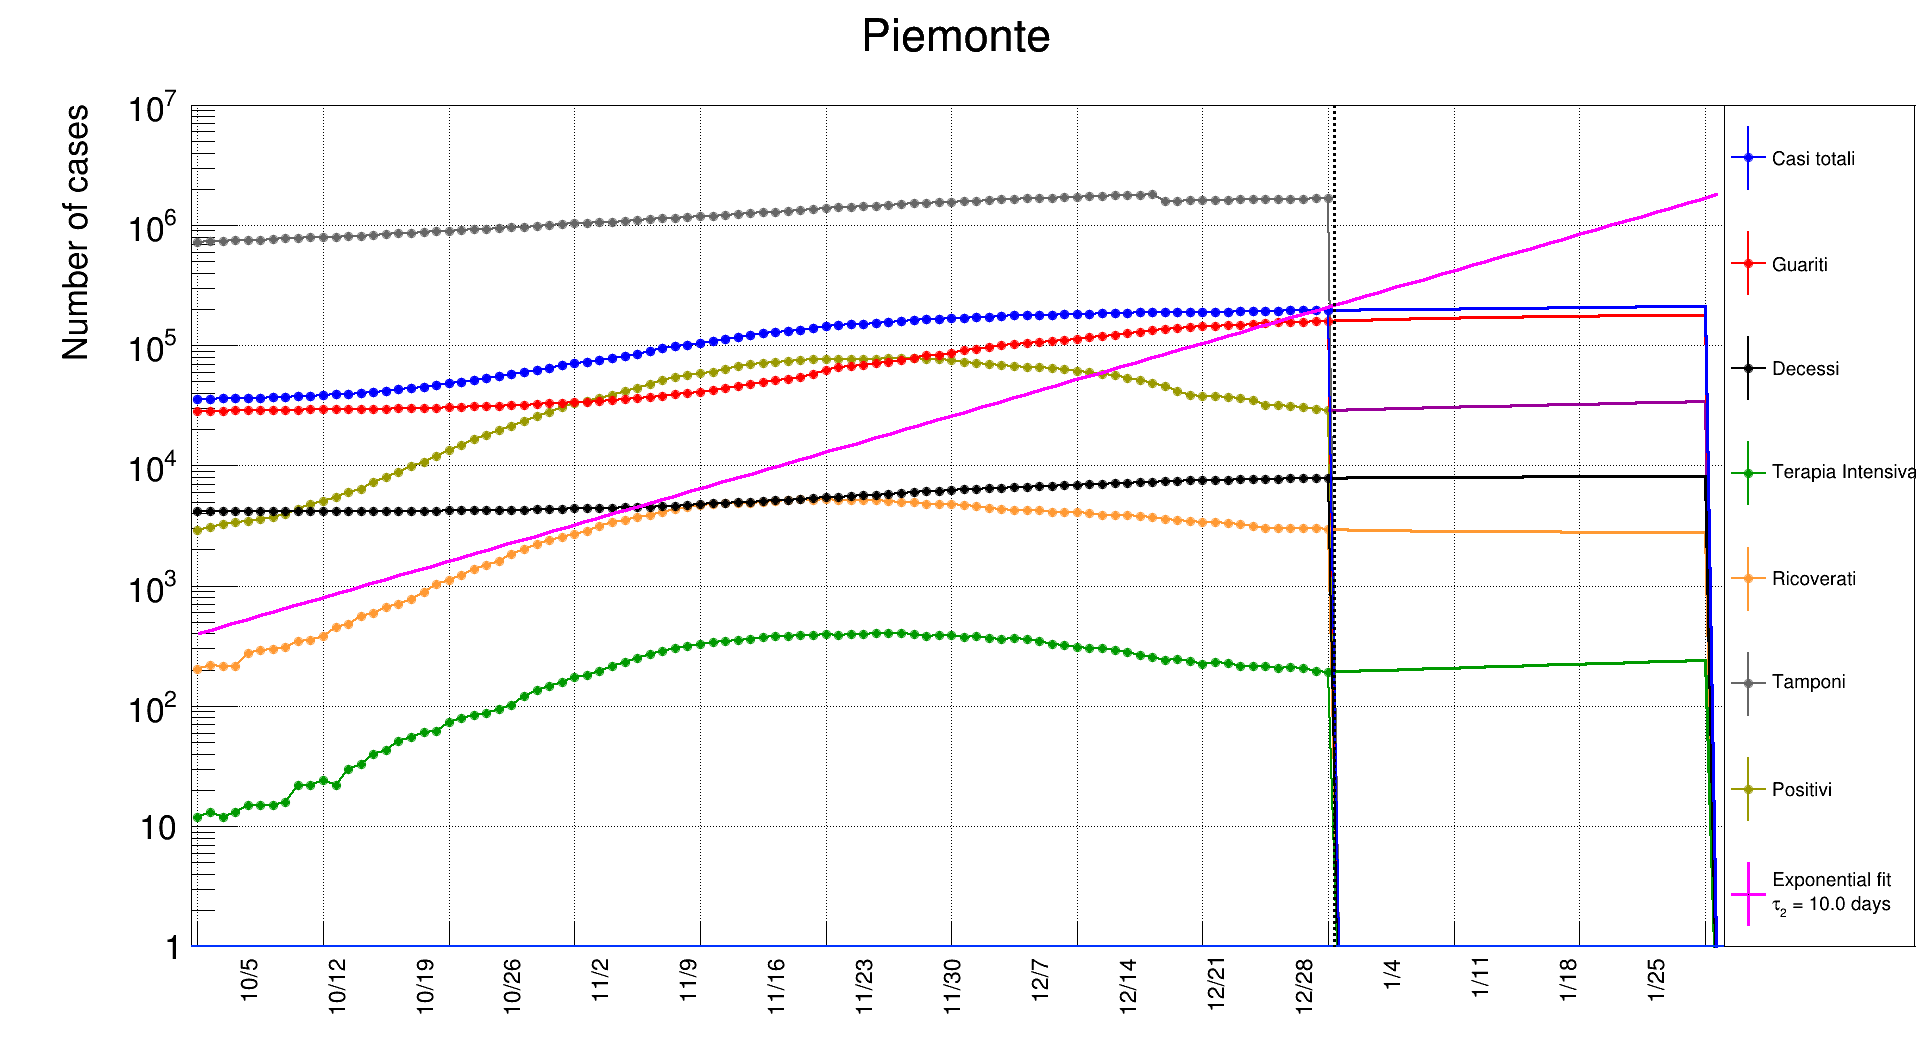 Piemonte
Number of cases
10^7
10^6
10^5
10^4
10^3
10^2
10
1
10/5
10/12
10/19
10/26
11/2
11/9
11/16
11/23
11/30
12/7
12/14
12/21
12/28
1/4
1/11
1/18
1/25
Casi totali
Guariti
Decessi
Terapia Intensiva
Ricoverati
Tamponi
Positivi
Exponential fit
τ₂ = 10.0 days